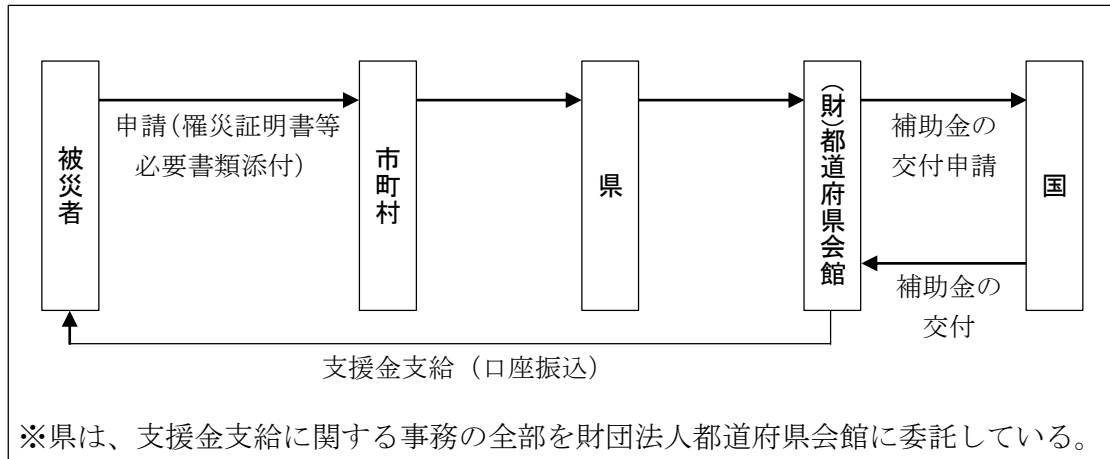 被災者
申請（罹災証明書等
必要書類添付）
市町村
県
（財）都道府県会館
補助金の
交付申請
国
補助金の
交付
支援金支給（口座振込）
※県は、支援金支給に関する事務の全部を財団法人都道府県会館に委託している。